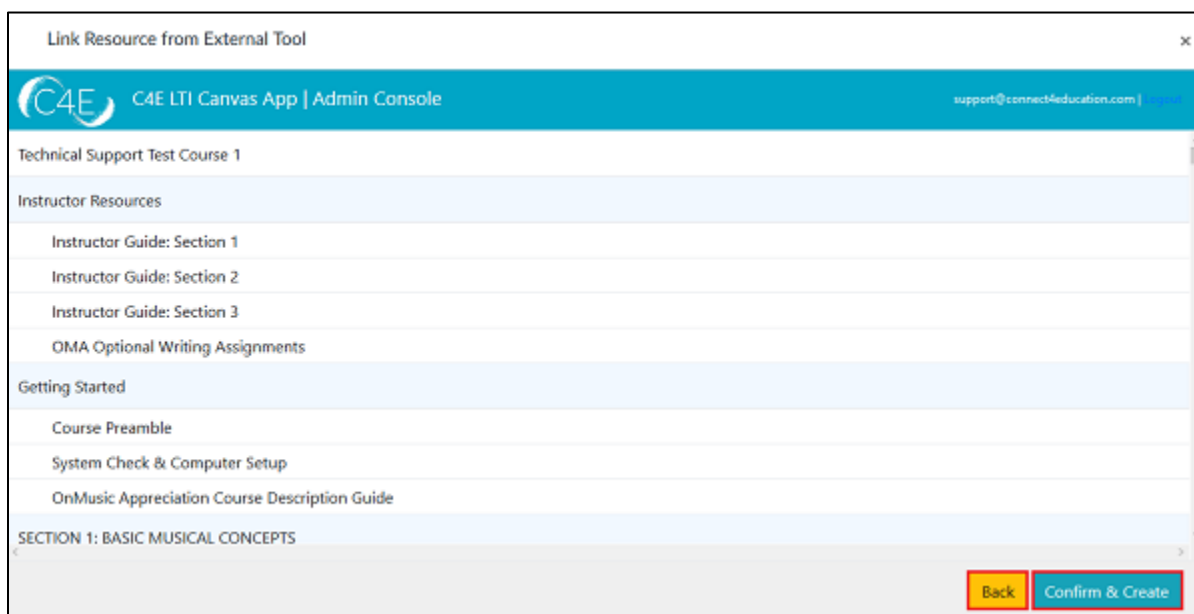 Link Resource from External Tool
×
C4E C4E LTI Canvas App | Admin Console support@connect4education.com | Logout
Technical Support Test Course 1
Instructor Resources
Instructor Guide: Section 1
Instructor Guide: Section 2
Instructor Guide: Section 3
OMA Optional Writing Assignments
Getting Started
Course Preamble
System Check & Computer Setup
OnMusic Appreciation Course Description Guide
SECTION 1: BASIC MUSICAL CONCEPTS
Back Confirm & Create